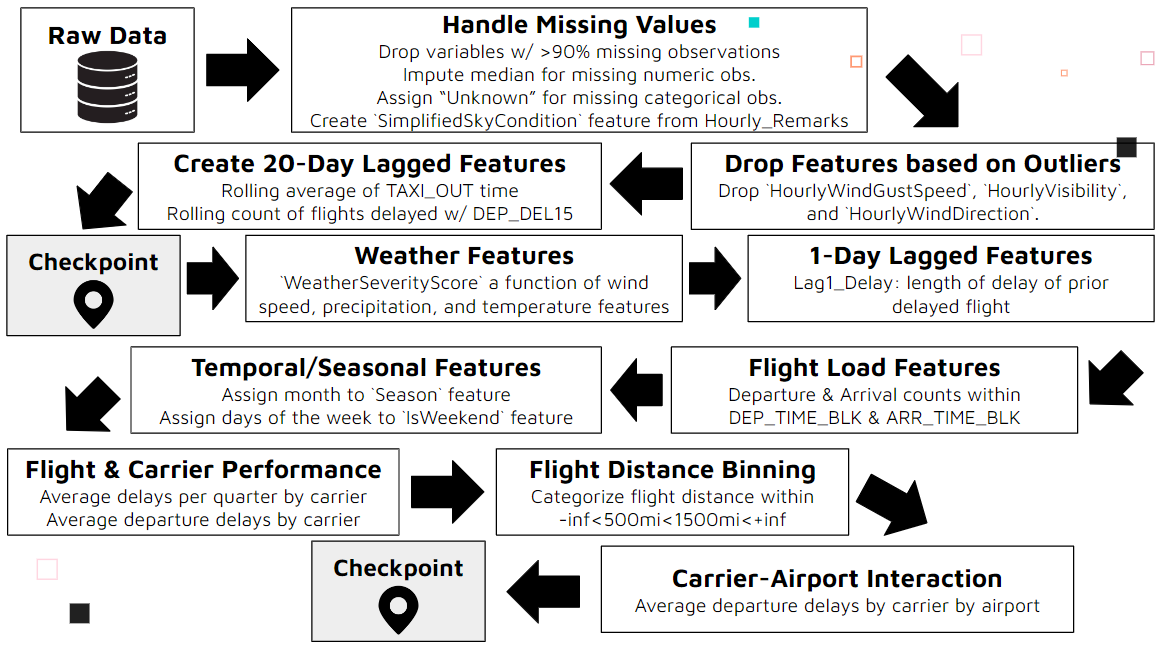 Raw Data
Handle Missing Values
Drop variables w/ >90% missing observations
Impute median for missing numeric obs.
Assign “Unknown” for missing categorical obs.
Create `SimplifiedSkyCondition` feature from Hourly_Remarks
Drop Features based on Outliers
Drop `HourlyWindGustSpeed`, `HourlyVisibility`,
and `HourlyWindDirection`.
Create 20-Day Lagged Features
Rolling average of TAXI_OUT time
Rolling count of flights delayed w/ DEP_DEL15
Checkpoint
Weather Features
`WeatherSeverityScore` a function of wind
speed, precipitation, and temperature features
1-Day Lagged Features
Lag1_Delay: length of delay of prior
delayed flight
Flight Load Features
Departure & Arrival counts within
DEP_TIME_BLK & ARR_TIME_BLK
Temporal/Seasonal Features
Assign month to `Season` feature
Assign days of the week to `IsWeekend` feature
Flight & Carrier Performance
Average delays per quarter by carrier
Average departure delays by carrier
Flight Distance Binning
Categorize flight distance within
-inf<500mi<1500mi<+inf
Carrier-Airport Interaction
Average departure delays by carrier by airport
Checkpoint